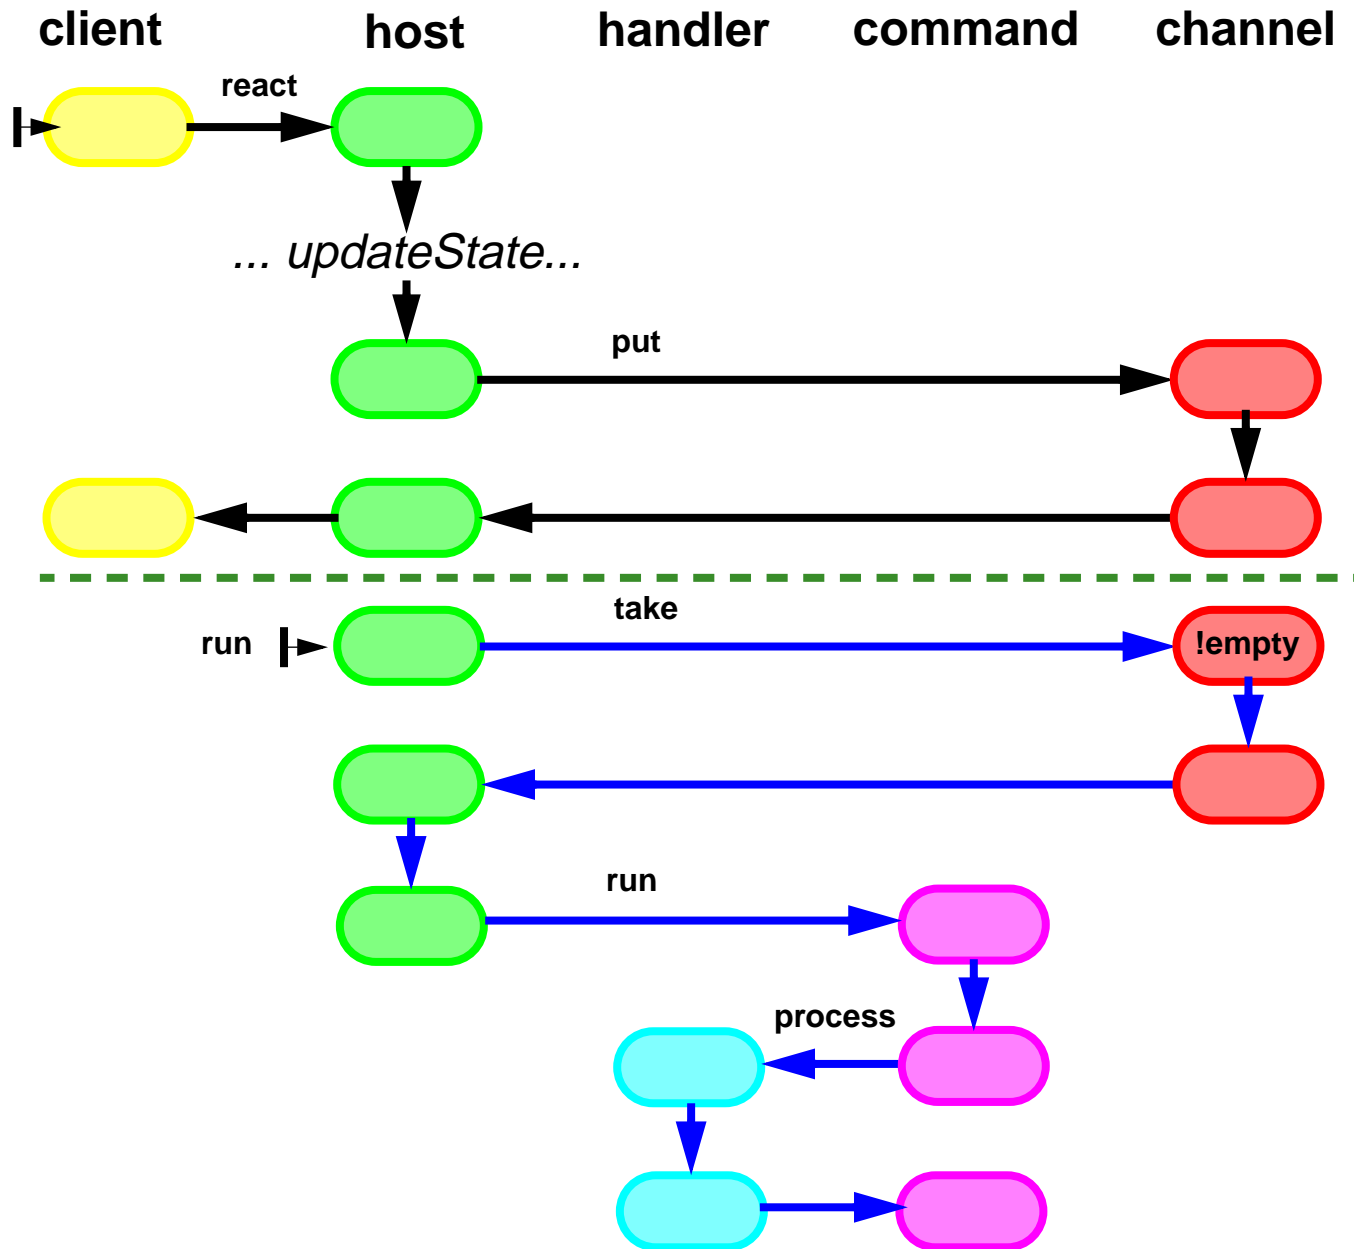 client host handler command channel
react
... updateState...
put
take
run !empty
run
process